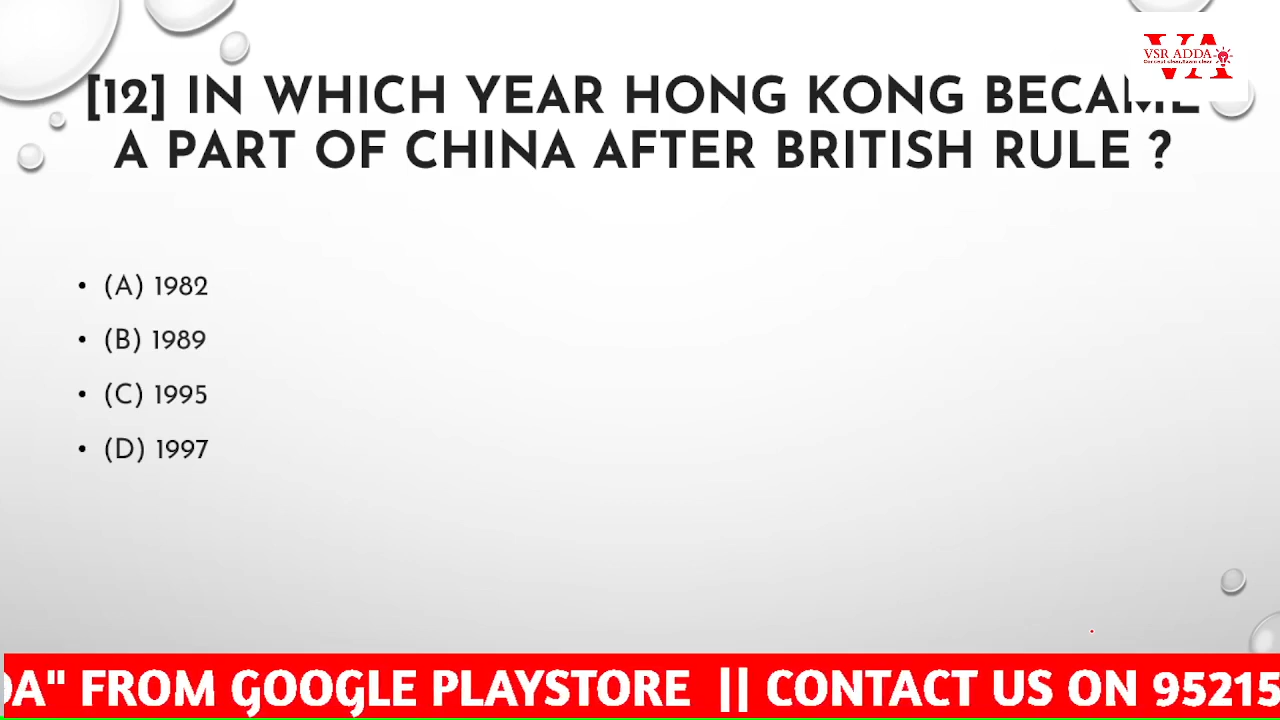 VSR ADDA
[12] IN WHICH YEAR HONG KONG BECAME
A PART OF CHINA AFTER BRITISH RULE ?
• (A) 1982
• (B) 1989
• (C) 1995
• (D) 1997
DA" FROM GOOGLE PLAYSTORE || CONTACT US ON 95215